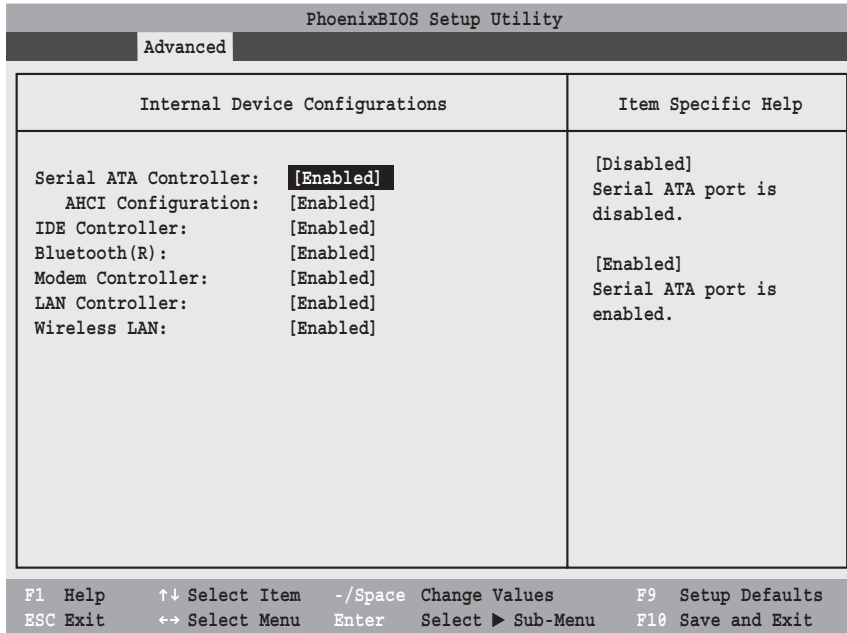 PhoenixBIOS Setup Utility
Advanced
Internal Device Configurations
Serial ATA Controller: [Enabled]
AHCI Configuration: [Enabled]
IDE Controller: [Enabled]
Bluetooth(R): [Enabled]
Modem Controller: [Enabled]
LAN Controller: [Enabled]
Wireless LAN: [Enabled]
Item Specific Help
[Disabled]
Serial ATA port is
disabled.
[Enabled]
Serial ATA port is
enabled.
F1 Help ↑↓ Select Item -/Space Change Values F9 Setup Defaults
ESC Exit ←→ Select Menu Enter Select ▶ Sub-Menu F10 Save and Exit